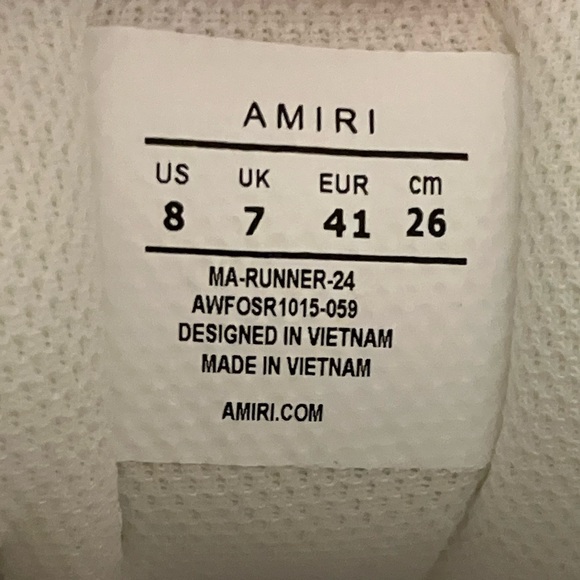 AMIRI
US UK EUR cm
8 7 41 26
MA-RUNNER-24
AWFOSR1015-059
DESIGNED IN VIETNAM
MADE IN VIETNAM
AMIRI.COM